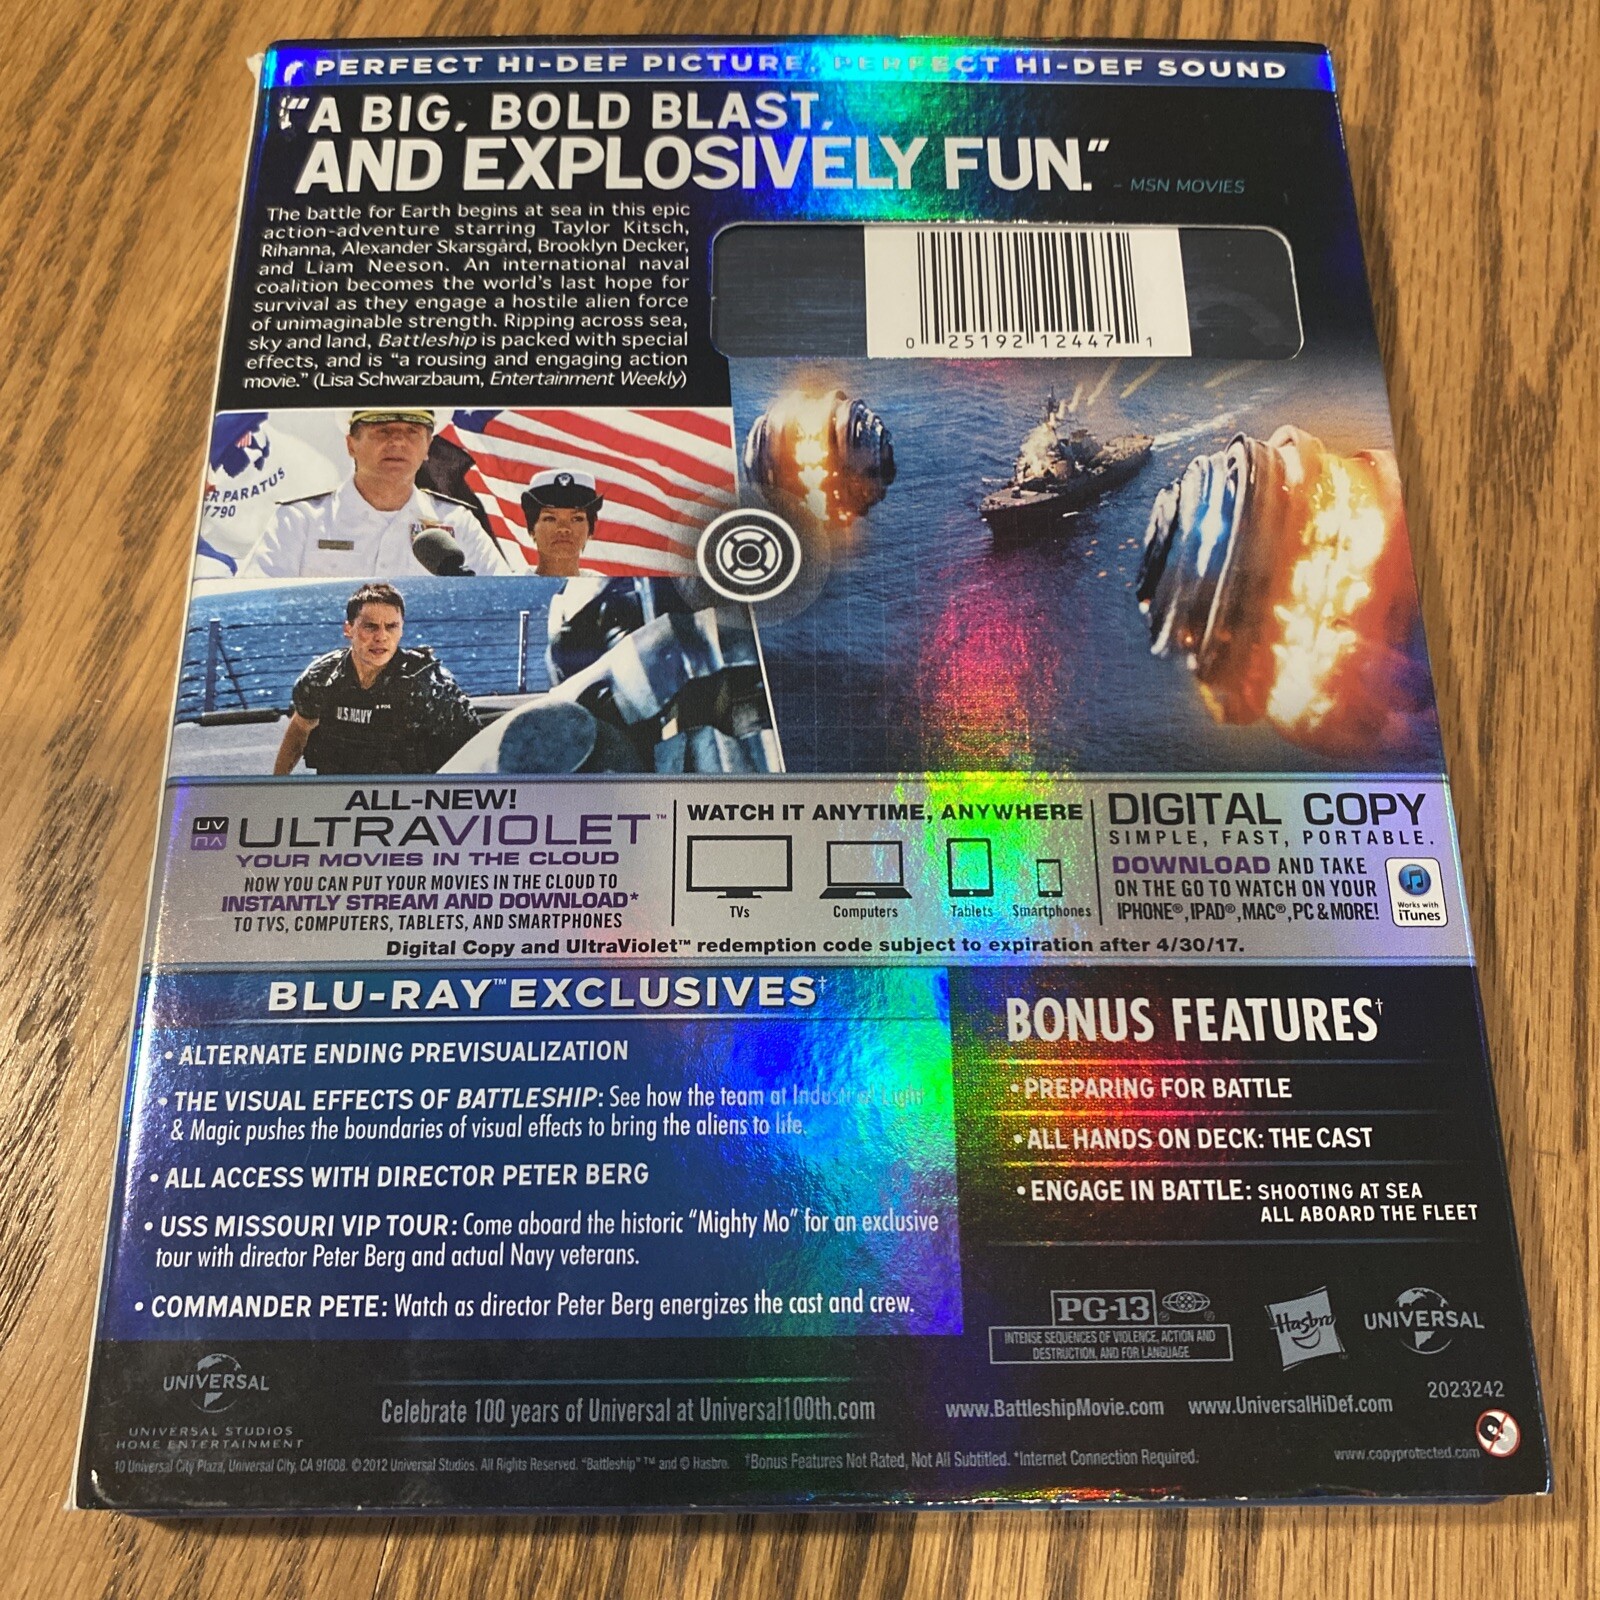 PERFECT HI-DEF PICTURE. PERFECT HI-DEF SOUND
"A BIG, BOLD BLAST,
AND EXPLOSIVELY FUN."
- MSN MOVIES
The battle for Earth begins at sea in this epic
action-adventure starring Taylor Kitsch,
Rihanna, Alexander Skarsgård, Brooklyn Decker,
and Liam Neeson. An international naval
coalition becomes the world's last hope for
survival as they engage a hostile alien force
of unimaginable strength. Ripping across sea,
sky and land, Battleship is packed with special
effects, and is "a rousing and engaging action
movie." (Lisa Schwarzbaum, Entertainment Weekly)
0 25192 12447 1
R PARATUS
1790
U.S. NAVY
ALL-NEW!
UV ULTRAVIOLET™
YOUR MOVIES IN THE CLOUD
NOW YOU CAN PUT YOUR MOVIES IN THE CLOUD TO
INSTANTLY STREAM AND DOWNLOAD*
TO TVS, COMPUTERS, TABLETS, AND SMARTPHONES
WATCH IT ANYTIME, ANYWHERE
TVs Computers Tablets Smartphones
DIGITAL COPY
SIMPLE, FAST, PORTABLE.
DOWNLOAD AND TAKE
ON THE GO TO WATCH ON YOUR
IPHONE®, IPAD®, MAC®, PC & MORE!
Works with
iTunes
Digital Copy and UltraViolet™ redemption code subject to expiration after 4/30/17.
BLU-RAY™ EXCLUSIVES†
• ALTERNATE ENDING PREVISUALIZATION
• THE VISUAL EFFECTS OF BATTLESHIP: See how the team at Industrial Light
& Magic pushes the boundaries of visual effects to bring the aliens to life.
• ALL ACCESS WITH DIRECTOR PETER BERG
• USS MISSOURI VIP TOUR: Come aboard the historic "Mighty Mo" for an exclusive
tour with director Peter Berg and actual Navy veterans.
• COMMANDER PETE: Watch as director Peter Berg energizes the cast and crew.
BONUS FEATURES†
• PREPARING FOR BATTLE
• ALL HANDS ON DECK: THE CAST
• ENGAGE IN BATTLE: SHOOTING AT SEA
ALL ABOARD THE FLEET
PG-13
INTENSE SEQUENCES OF VIOLENCE, ACTION AND
DESTRUCTION, AND FOR LANGUAGE
Hasbro
UNIVERSAL
UNIVERSAL
UNIVERSAL STUDIOS
HOME ENTERTAINMENT
Celebrate 100 years of Universal at Universal100th.com
www.BattleshipMovie.com www.UniversalHiDef.com
2023242
www.copyprotected.com
10 Universal City Plaza, Universal City, CA 91608. © 2012 Universal Studios. All Rights Reserved. "Battleship" ™ and © Hasbro. †Bonus Features Not Rated, Not All Subtitled. *Internet Connection Required.